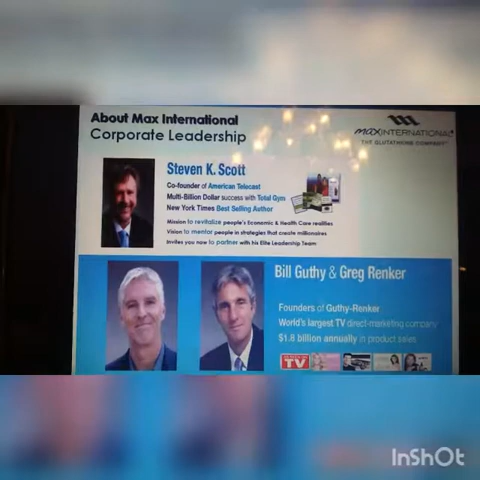 About Max International
Corporate Leadership
MAXINTERNATIONAL
THE GLUTATHIONE COMPANY
Steven K. Scott
Co-founder of American Telecast
Multi-Billion Dollar success with Total Gym
New York Times Best Selling Author
Mission to revitalize people's Economic & Health Care realities
Vision to mentor people in strategies that create millionaires
Invites you now to partner with his Elite Leadership Team
Bill Guthy & Greg Renker
Founders of Guthy-Renker
World's largest TV direct-marketing company
$1.8 billion annually in product sales
TV
InShOt